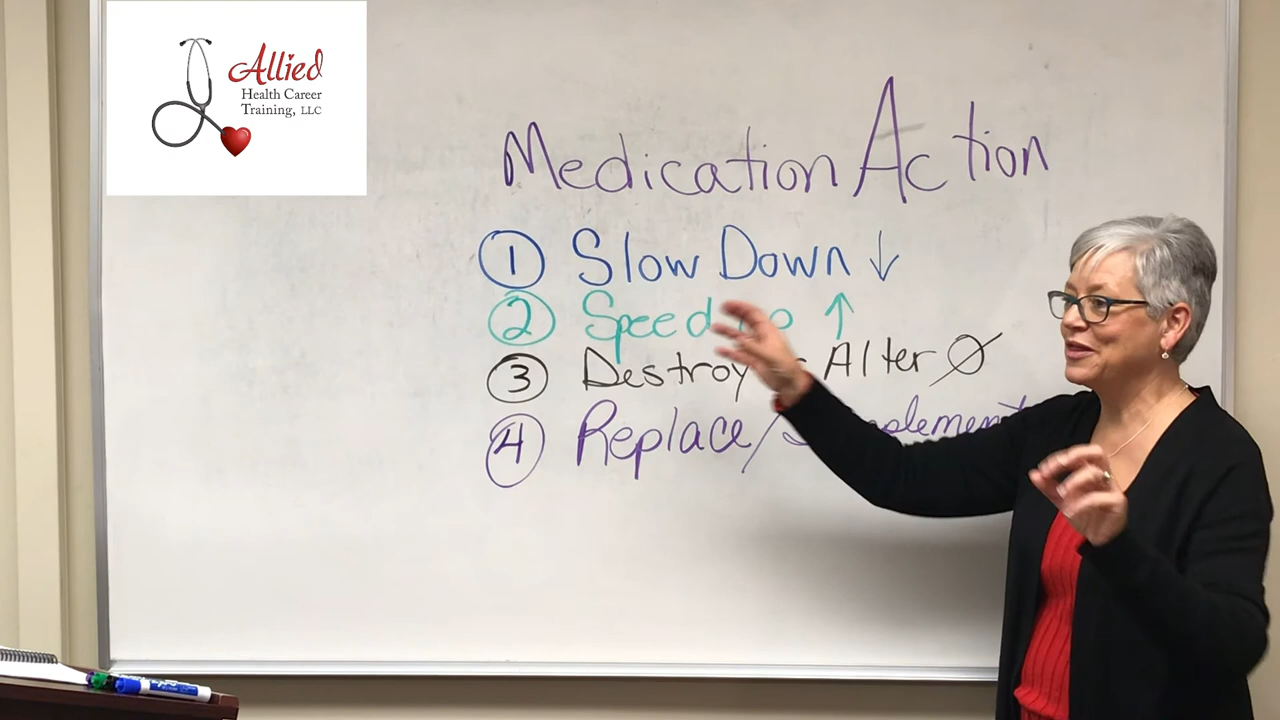 Allied
Health Career
Training, LLC
Medication Action
1 Slow Down ↓
2 Speed ↑
3 Destroy Alter Ø
4 Replace/